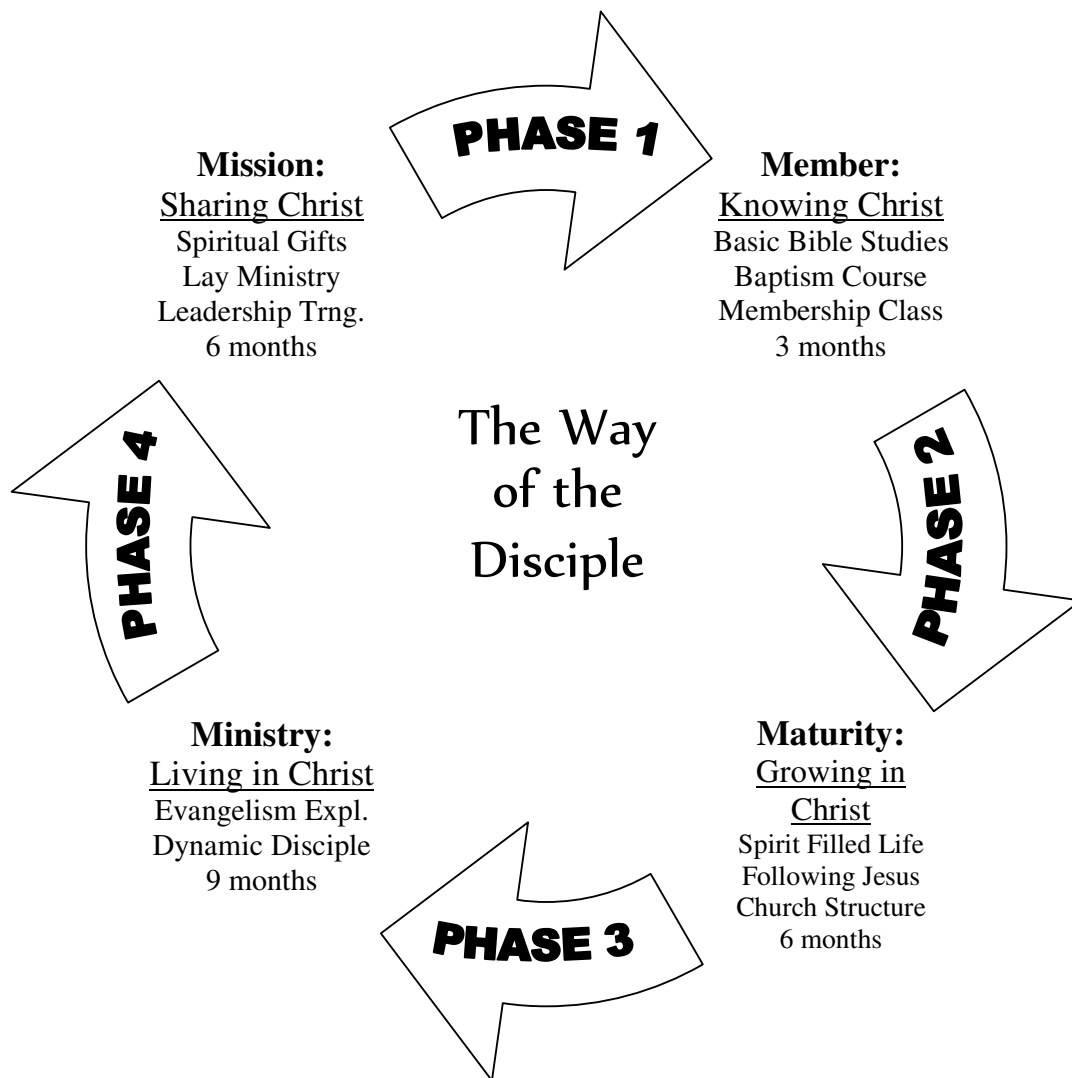 PHASE 1
Member:
Knowing Christ
Basic Bible Studies
Baptism Course
Membership Class
3 months
PHASE 2
Maturity:
Growing in
Christ
Spirit Filled Life
Following Jesus
Church Structure
6 months
PHASE 3
Ministry:
Living in Christ
Evangelism Expl.
Dynamic Disciple
9 months
PHASE 4
Mission:
Sharing Christ
Spiritual Gifts
Lay Ministry
Leadership Trng.
6 months
The Way
of the
Disciple